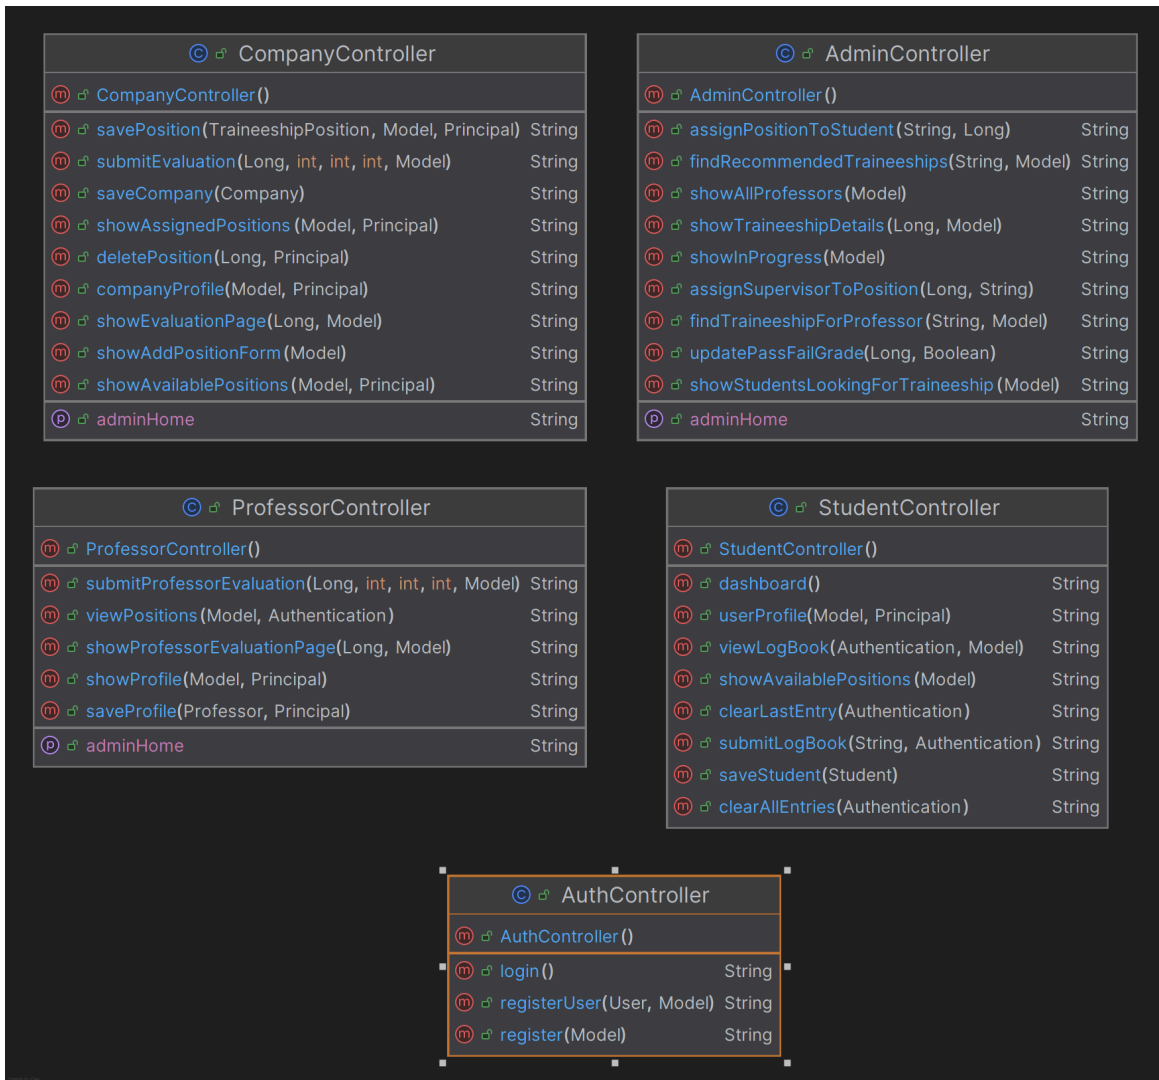 CompanyController
CompanyController()
savePosition(TraineeshipPosition, Model, Principal) String
submitEvaluation(Long, int, int, int, Model) String
saveCompany(Company) String
showAssignedPositions(Model, Principal) String
deletePosition(Long, Principal) String
companyProfile(Model, Principal) String
showEvaluationPage(Long, Model) String
showAddPositionForm(Model) String
showAvailablePositions(Model, Principal) String
adminHome String
AdminController
AdminController()
assignPositionToStudent(String, Long) String
findRecommendedTraineeships(String, Model) String
showAllProfessors(Model) String
showTraineeshipDetails(Long, Model) String
showInProgress(Model) String
assignSupervisorToPosition(Long, String) String
findTraineeshipForProfessor(String, Model) String
updatePassFailGrade(Long, Boolean) String
showStudentsLookingForTraineeship(Model) String
adminHome String
ProfessorController
ProfessorController()
submitProfessorEvaluation(Long, int, int, int, Model) String
viewPositions(Model, Authentication) String
showProfessorEvaluationPage(Long, Model) String
showProfile(Model, Principal) String
saveProfile(Professor, Principal) String
adminHome String
StudentController
StudentController()
dashboard() String
userProfile(Model, Principal) String
viewLogBook(Authentication, Model) String
showAvailablePositions(Model) String
clearLastEntry(Authentication) String
submitLogBook(String, Authentication) String
saveStudent(Student) String
clearAllEntries(Authentication) String
AuthController
AuthController()
login() String
registerUser(User, Model) String
register(Model) String